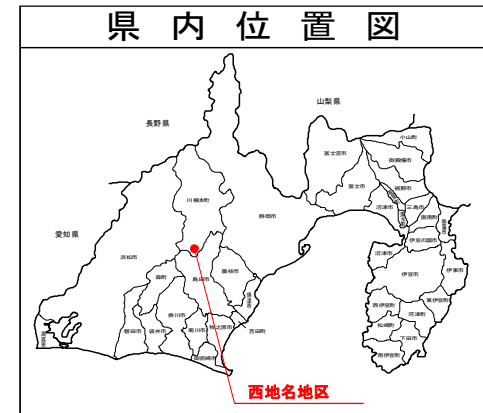 県内位置図
長野県
山梨県
小山町
御殿場市
富士宮市
裾野市
富士市
沼津市
三島市
函南町
川根本町
静岡市
伊豆の国市
愛知県
浜松市
沼津市
伊豆市
伊東市
森町
島田市
藤枝市
西伊豆町
東伊豆町
河津町
掛川市
松崎町
下田市
磐田市
袋井市
菊川市
牧之原市
吉田町
御前崎市
南伊豆町
西地名地区